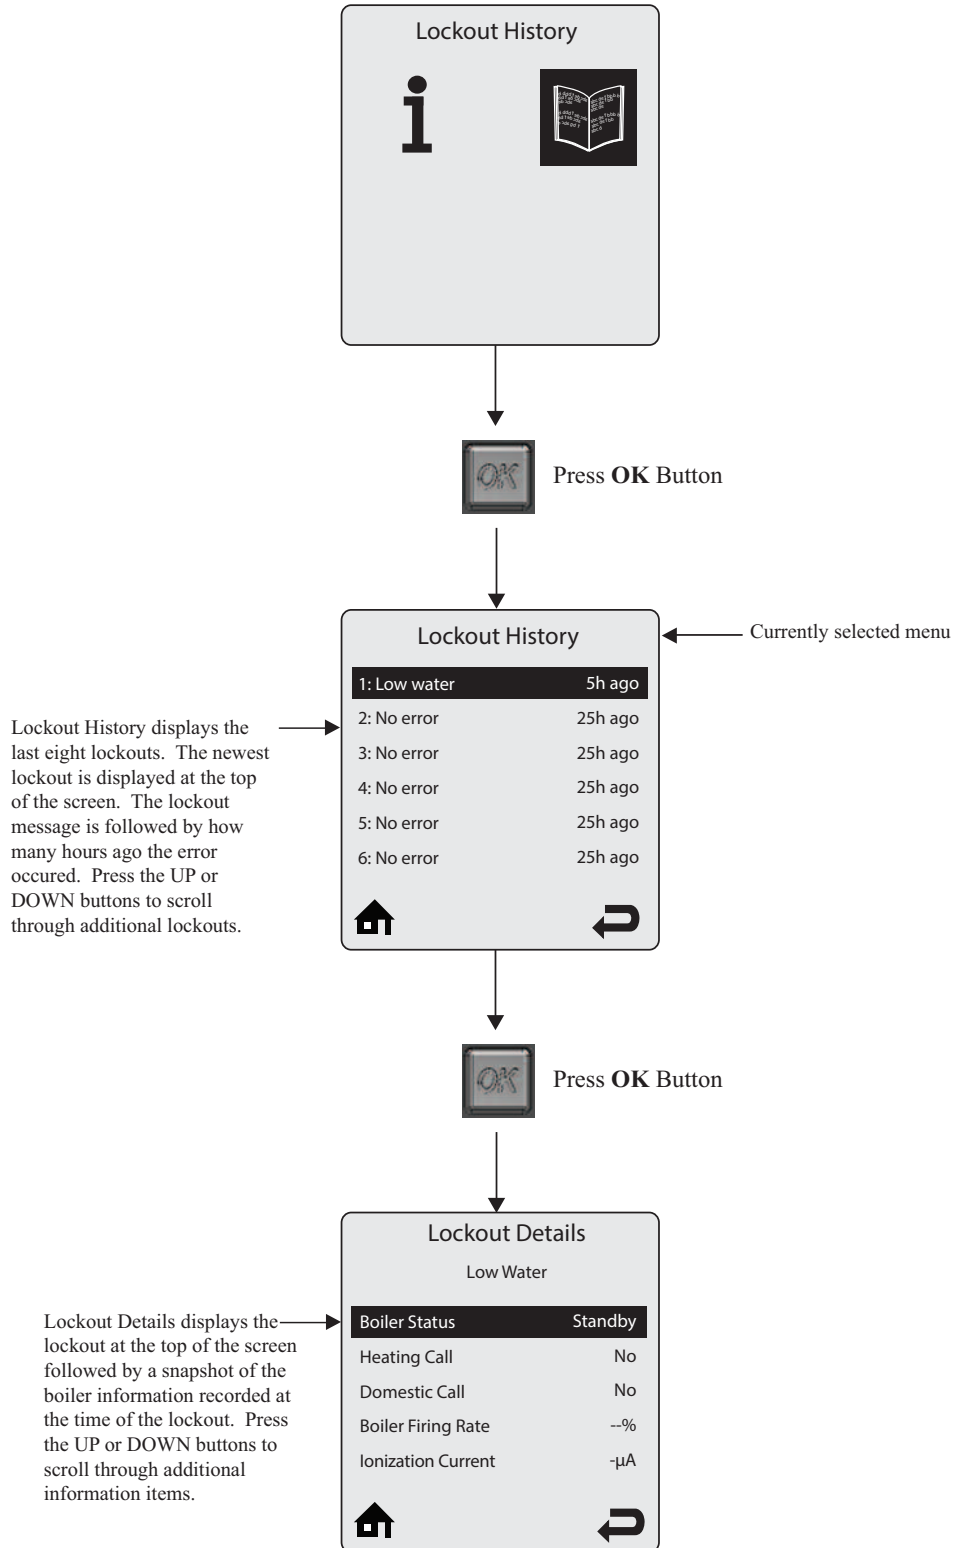 Lockout History
i
OK
Press OK Button
Lockout History
Currently selected menu
1: Low water 5h ago
2: No error 25h ago
3: No error 25h ago
4: No error 25h ago
5: No error 25h ago
6: No error 25h ago
Lockout History displays the
last eight lockouts. The newest
lockout is displayed at the top
of the screen. The lockout
message is followed by how
many hours ago the error
occured. Press the UP or
DOWN buttons to scroll
through additional lockouts.
OK
Press OK Button
Lockout Details
Low Water
Boiler Status Standby
Heating Call No
Domestic Call No
Boiler Firing Rate --%
Ionization Current -µA
Lockout Details displays the
lockout at the top of the screen
followed by a snapshot of the
boiler information recorded at
the time of the lockout. Press
the UP or DOWN buttons to
scroll through additional
information items.